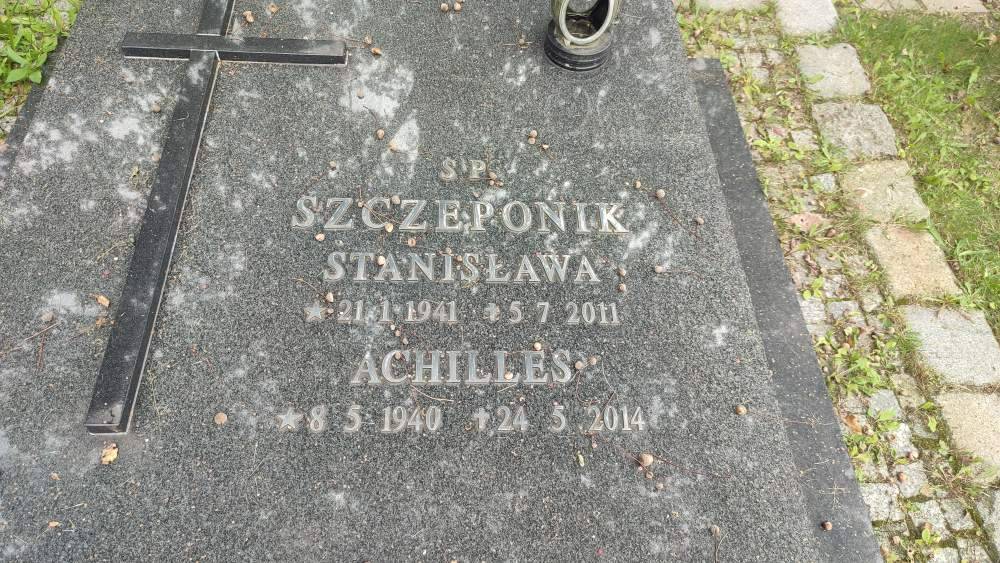 S P
SZCZEPONIK
STANISŁAWA
21 1 1941 5 7 2011
ACHILLES
8 5 1940 24 5 2014